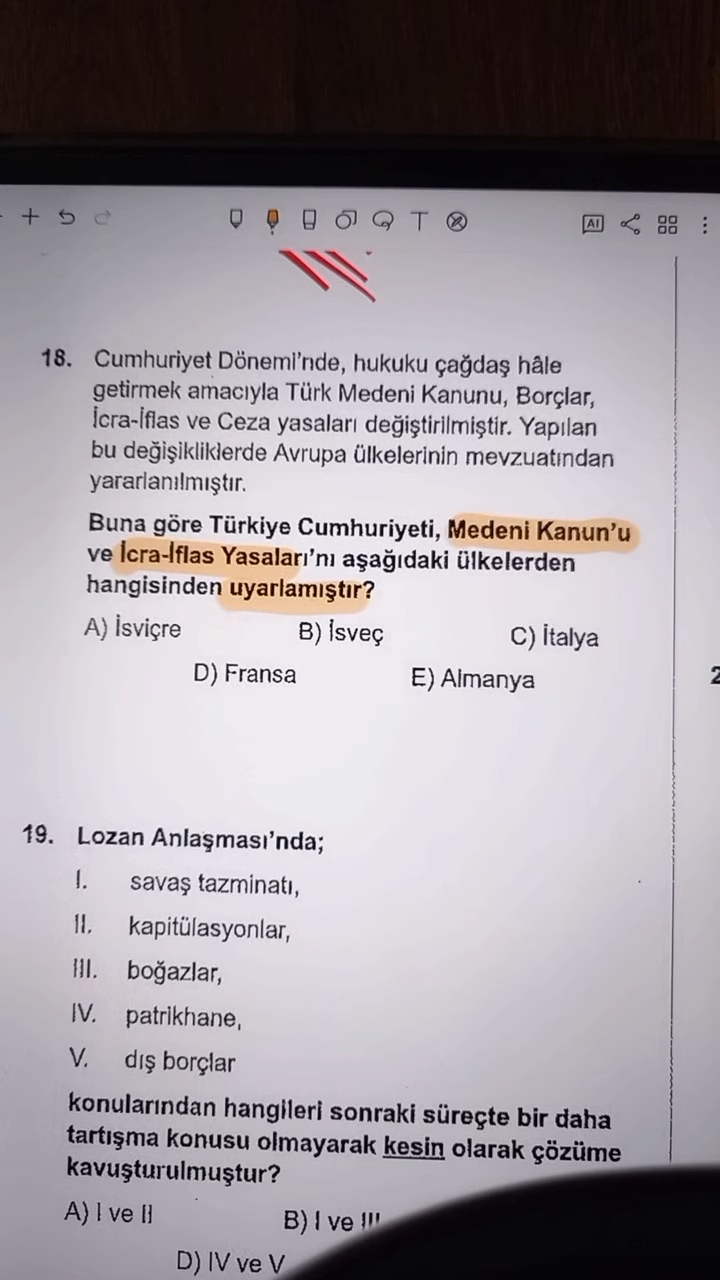 AI
18. Cumhuriyet Dönemi'nde, hukuku çağdaş hâle
getirmek amacıyla Türk Medeni Kanunu, Borçlar,
İcra-İflas ve Ceza yasaları değiştirilmiştir. Yapılan
bu değişikliklerde Avrupa ülkelerinin mevzuatından
yararlanılmıştır.
Buna göre Türkiye Cumhuriyeti, Medeni Kanun'u
ve İcra-İflas Yasaları'nı aşağıdaki ülkelerden
hangisinden uyarlamıştır?
A) İsviçre B) İsveç C) İtalya
D) Fransa E) Almanya
2
19. Lozan Anlaşması'nda;
I. savaş tazminatı,
II. kapitülasyonlar,
III. boğazlar,
IV. patrikhane,
V. dış borçlar
konularından hangileri sonraki süreçte bir daha
tartışma konusu olmayarak kesin olarak çözüme
kavuşturulmuştur?
A) I ve II B) I ve III
D) IV ve V